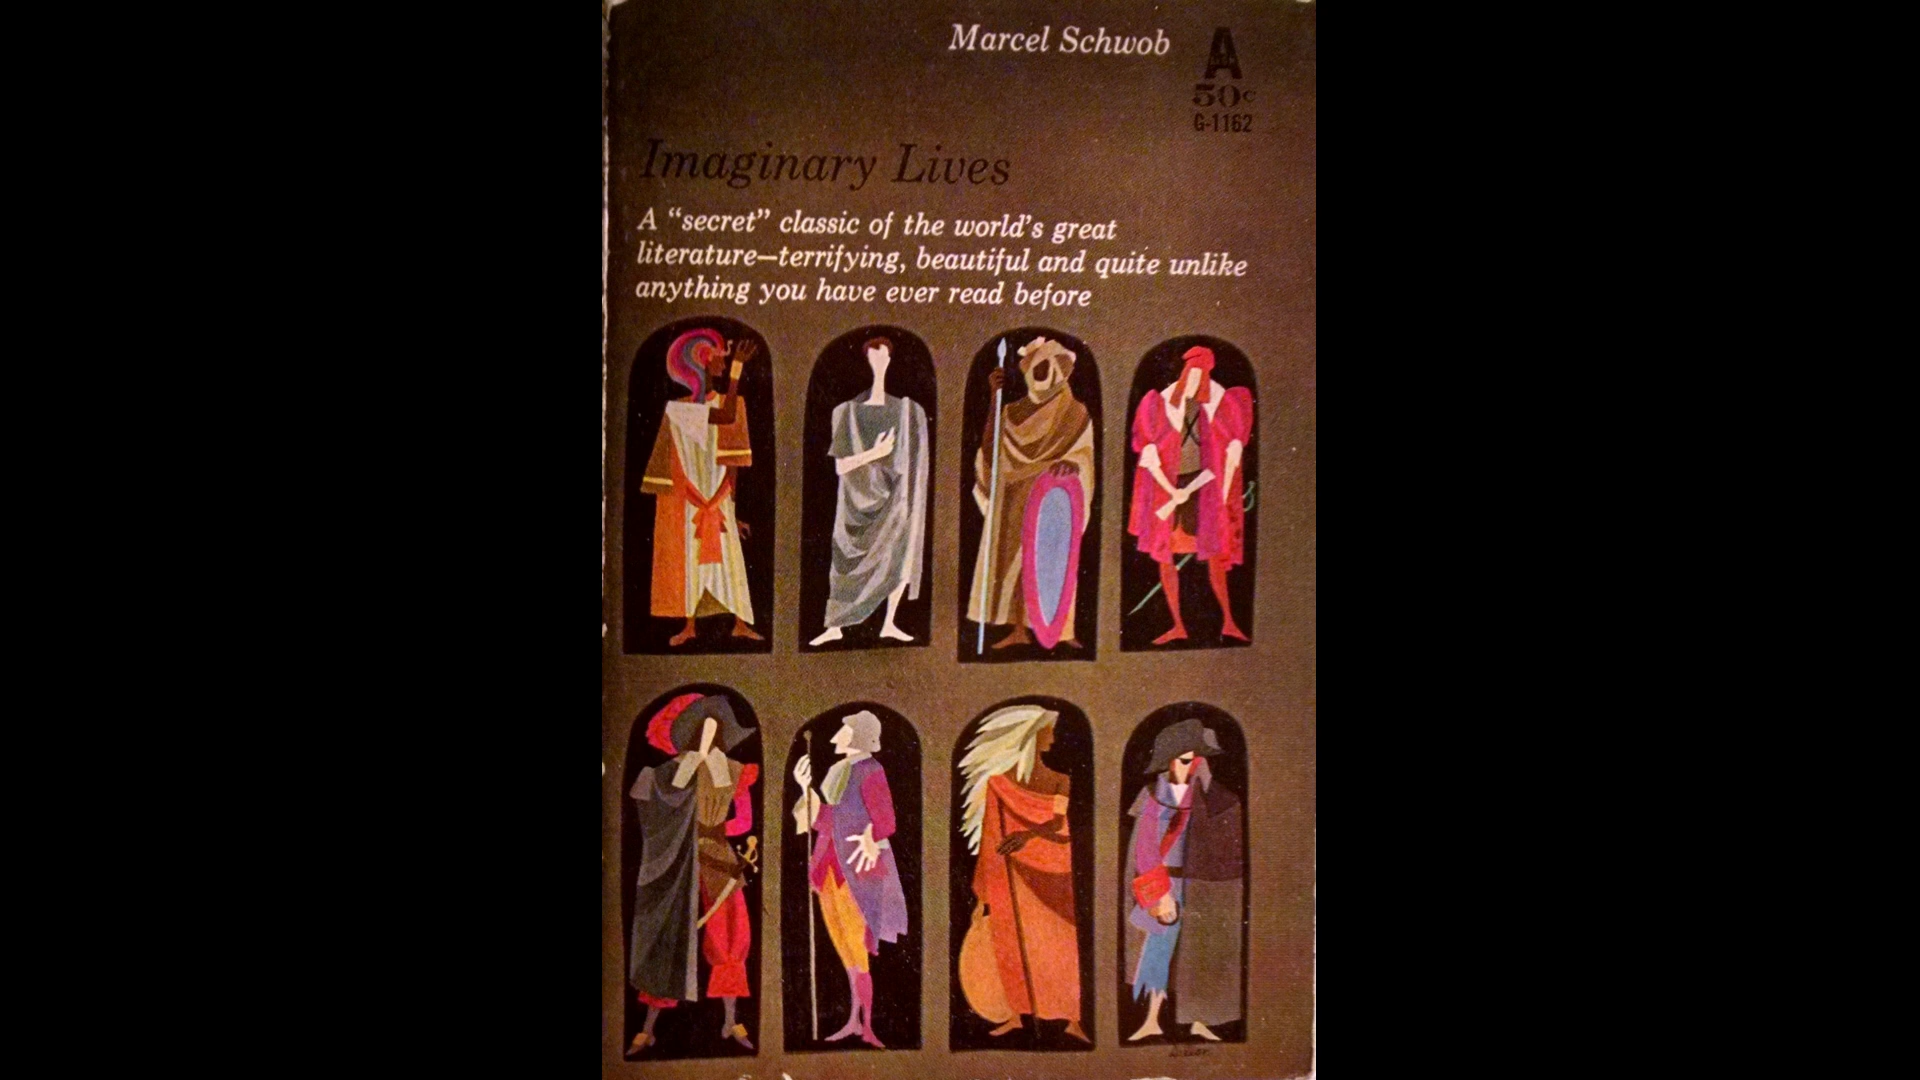 Marcel Schwob
A
50c
G-1162
Imaginary Lives
A “secret” classic of the world’s great
literature—terrifying, beautiful and quite unlike
anything you have ever read before